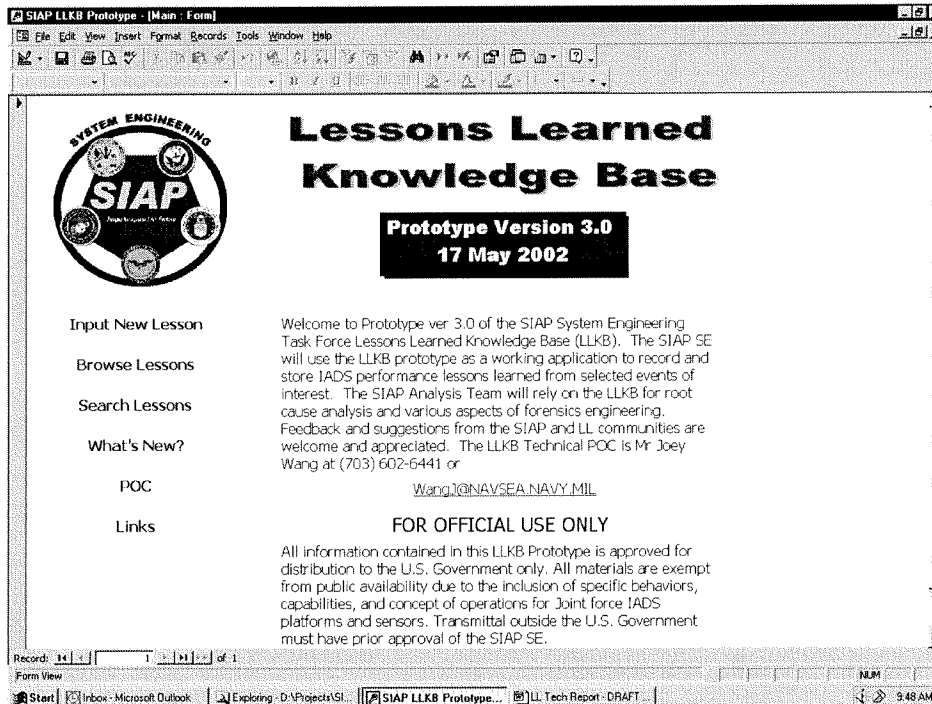 SIAP LLKB Prototype - [Main : Form]
File Edit View Insert Format Records Tools Window Help
SYSTEM ENGINEERING
SIAP
Lessons Learned
Knowledge Base
Prototype Version 3.0
17 May 2002
Input New Lesson
Browse Lessons
Search Lessons
What's New?
POC
Links
Welcome to Prototype ver 3.0 of the SIAP System Engineering
Task Force Lessons Learned Knowledge Base (LLKB). The SIAP SE
will use the LLKB prototype as a working application to record and
store IADS performance lessons learned from selected events of
interest. The SIAP Analysis Team will rely on the LLKB for root
cause analysis and various aspects of forensics engineering.
Feedback and suggestions from the SIAP and LL communities are
welcome and appreciated. The LLKB Technical POC is Mr Joey
Wang at (703) 602-6441 or
WangJ@NAVSEA.NAVY.MIL
FOR OFFICIAL USE ONLY
All information contained in this LLKB Prototype is approved for
distribution to the U.S. Government only. All materials are exempt
from public availability due to the inclusion of specific behaviors,
capabilities, and concept of operations for Joint force IADS
platforms and sensors. Transmittal outside the U.S. Government
must have prior approval of the SIAP SE.
Record: 1 of 1
Form View NUM
Start Inbox - Microsoft Outlook Exploring - D:\Projects\SI... SIAP LLKB Prototype... LL Tech Report - DRAFT... 9:48 AM